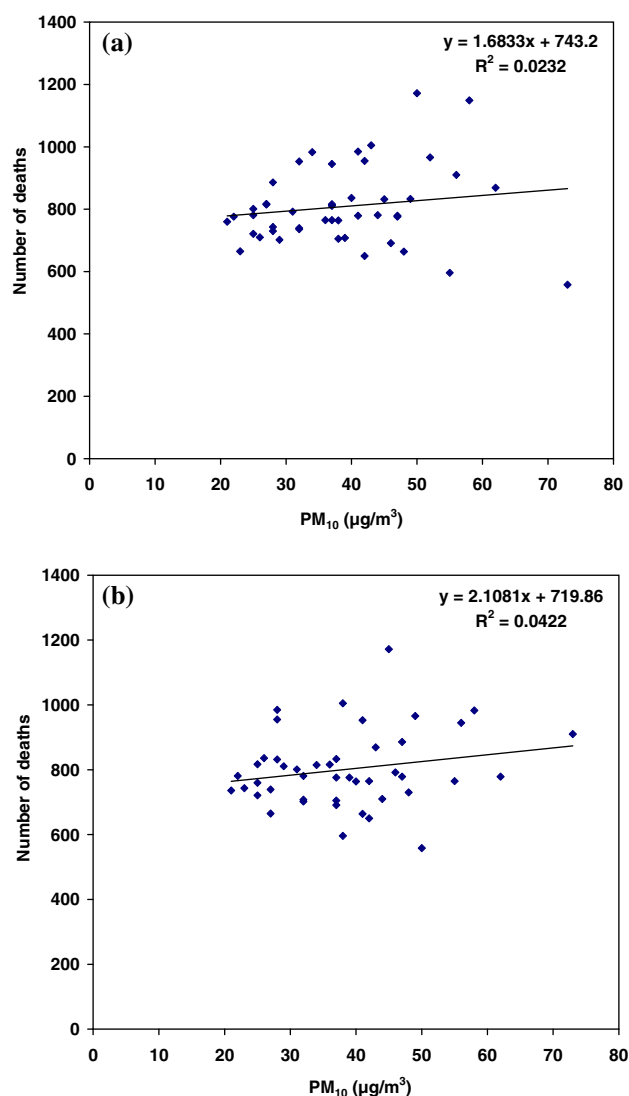 (a)
y = 1.6833x + 743.2
R² = 0.0232
1400
1200
1000
800
600
400
200
0
Number of deaths
0 10 20 30 40 50 60 70 80
PM₁₀ (µg/m³)
(b)
y = 2.1081x + 719.86
R² = 0.0422
1400
1200
1000
800
600
400
200
0
Number of deaths
0 10 20 30 40 50 60 70 80
PM₁₀ (µg/m³)